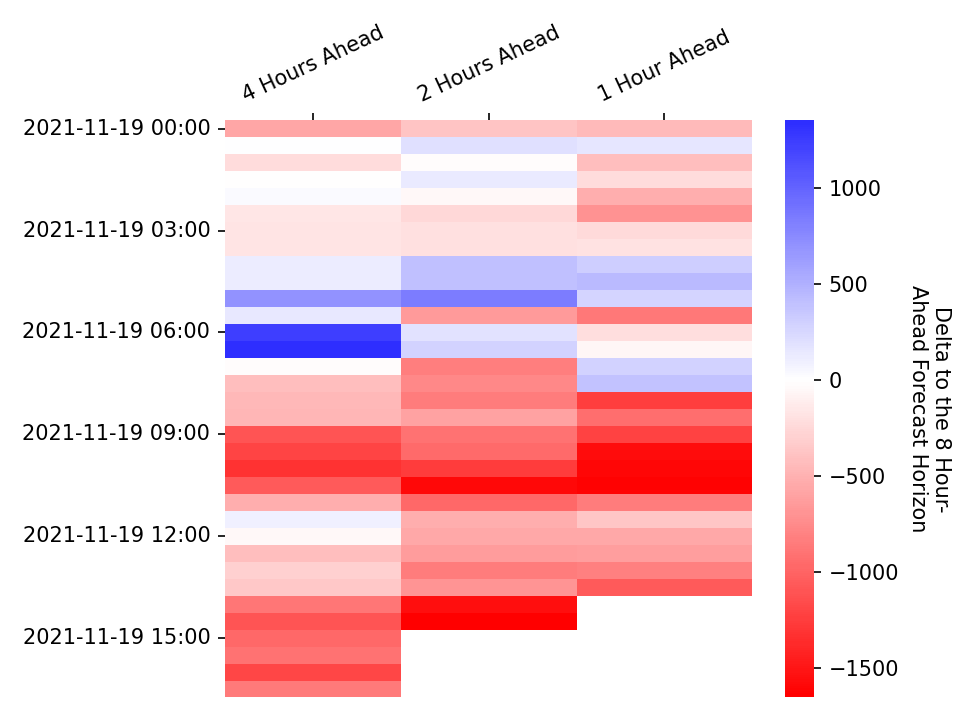 4 Hours Ahead
2 Hours Ahead
1 Hour Ahead
2021-11-19 00:00
2021-11-19 03:00
2021-11-19 06:00
2021-11-19 09:00
2021-11-19 12:00
2021-11-19 15:00
1000
500
0
−500
−1000
−1500
Delta to the 8 Hour-
Ahead Forecast Horizon